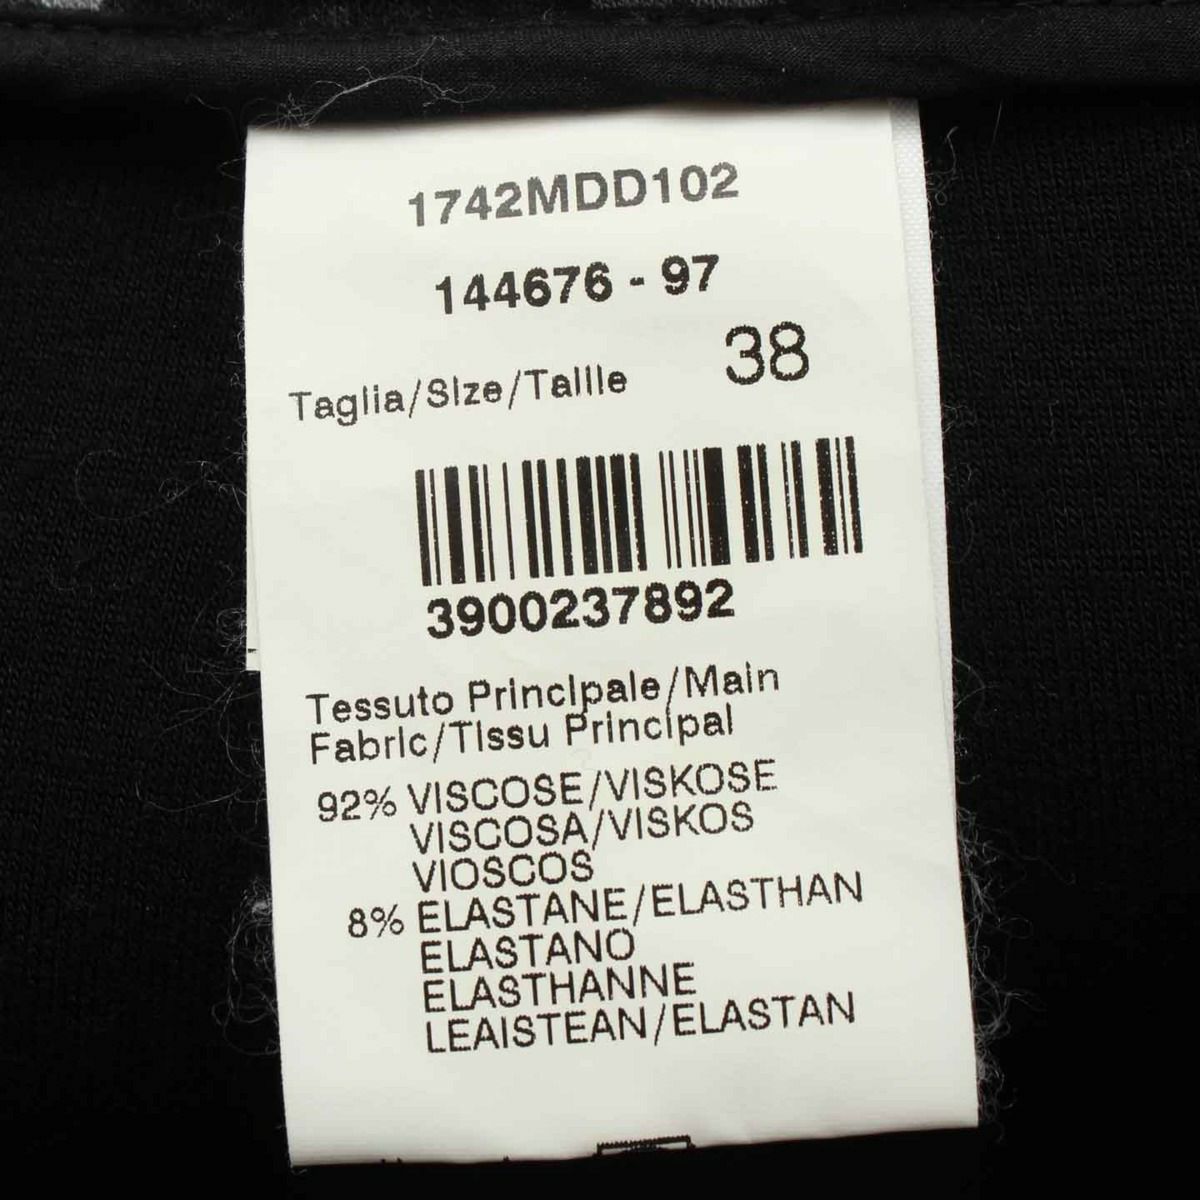 1742MDD102
144676 - 97
Taglia/Size/Taille 38
3900237892
Tessuto Principale/Main
Fabric/Tissu Principal
92% VISCOSE/VISKOSE
VISCOSA/VISKOS
VIOSCOS
8% ELASTANE/ELASTHAN
ELASTANO
ELASTHANNE
LEAISTEAN/ELASTAN